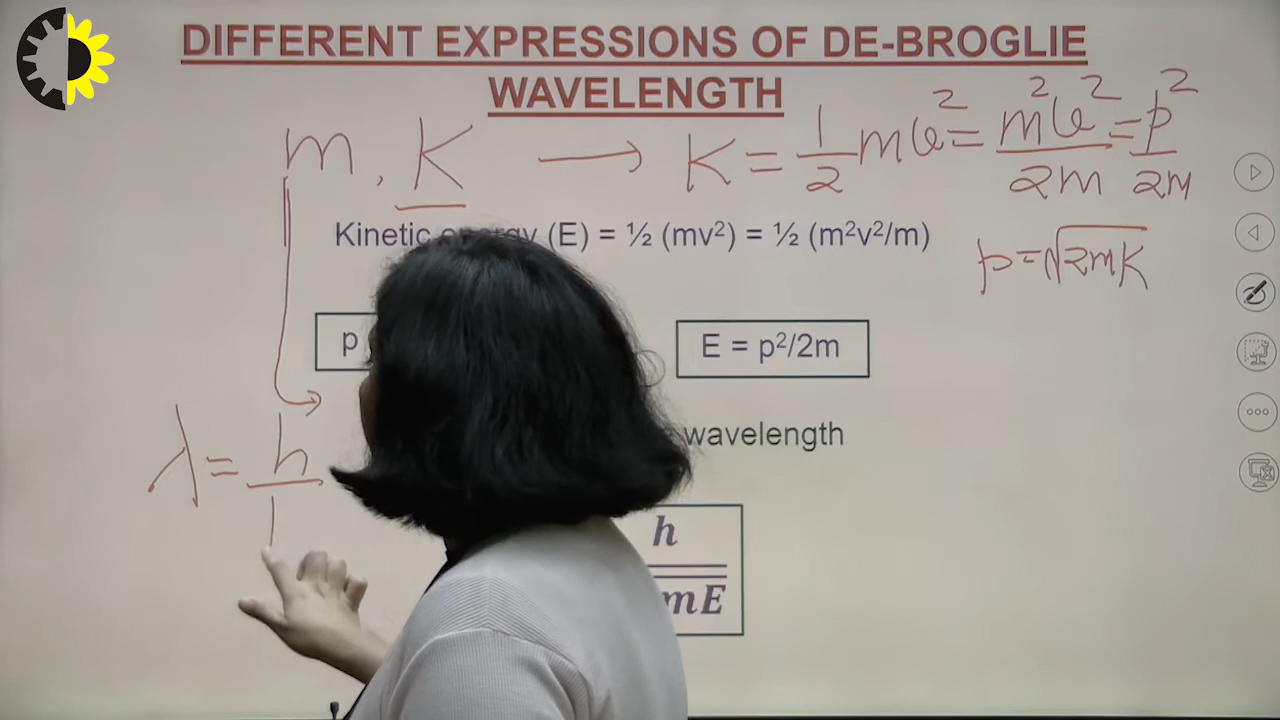 DIFFERENT EXPRESSIONS OF DE-BROGLIE
WAVELENGTH
m, K → K = 1/2 mv² = m²v²/2m = p²/2m
Kinetic (E) = ½ (mv²) = ½ (m²v²/m)
p = √2mK
p
E = p²/2m
wavelength
λ = h
h
mE